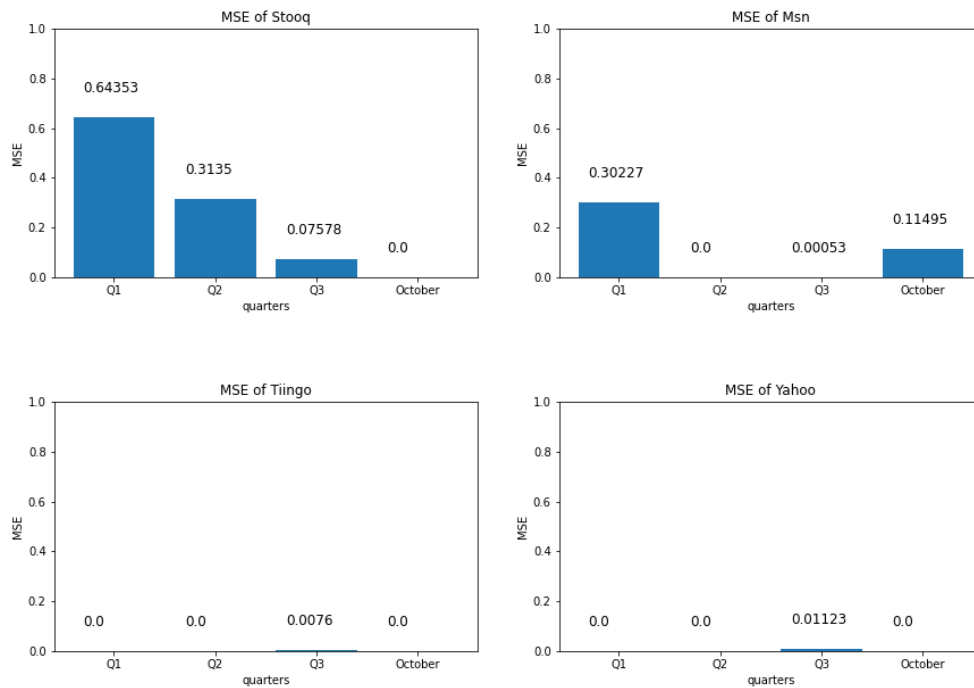 MSE of Stooq
1.0
0.8
0.6
0.4
0.2
0.0
MSE
0.64353
0.3135
0.07578
0.0
Q1 Q2 Q3 October
quarters
MSE of Msn
1.0
0.8
0.6
0.4
0.2
0.0
MSE
0.30227
0.0
0.00053
0.11495
Q1 Q2 Q3 October
quarters
MSE of Tiingo
1.0
0.8
0.6
0.4
0.2
0.0
MSE
0.0 0.0 0.0076 0.0
Q1 Q2 Q3 October
quarters
MSE of Yahoo
1.0
0.8
0.6
0.4
0.2
0.0
MSE
0.0 0.0 0.01123 0.0
Q1 Q2 Q3 October
quarters